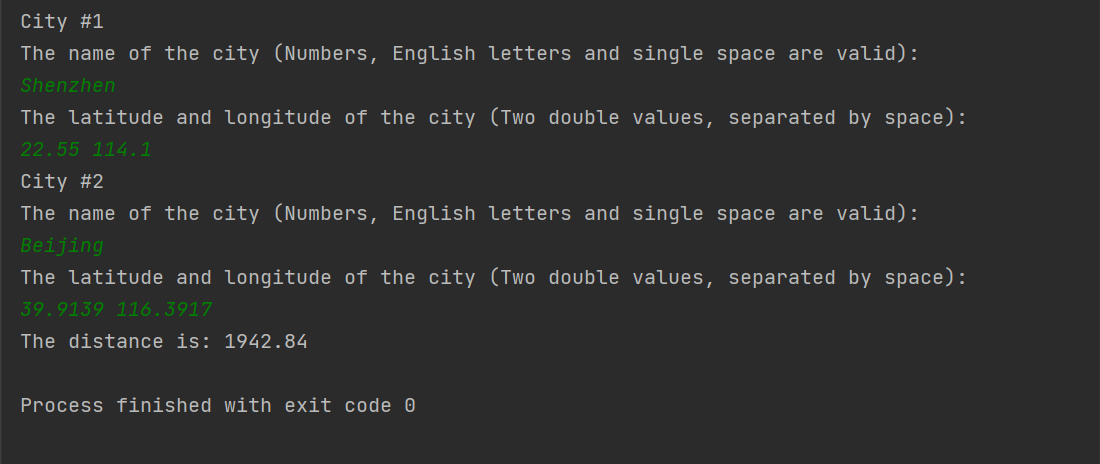 City #1
The name of the city (Numbers, English letters and single space are valid):
Shenzhen
The latitude and longitude of the city (Two double values, separated by space):
22.55 114.1
City #2
The name of the city (Numbers, English letters and single space are valid):
Beijing
The latitude and longitude of the city (Two double values, separated by space):
39.9139 116.3917
The distance is: 1942.84
Process finished with exit code 0